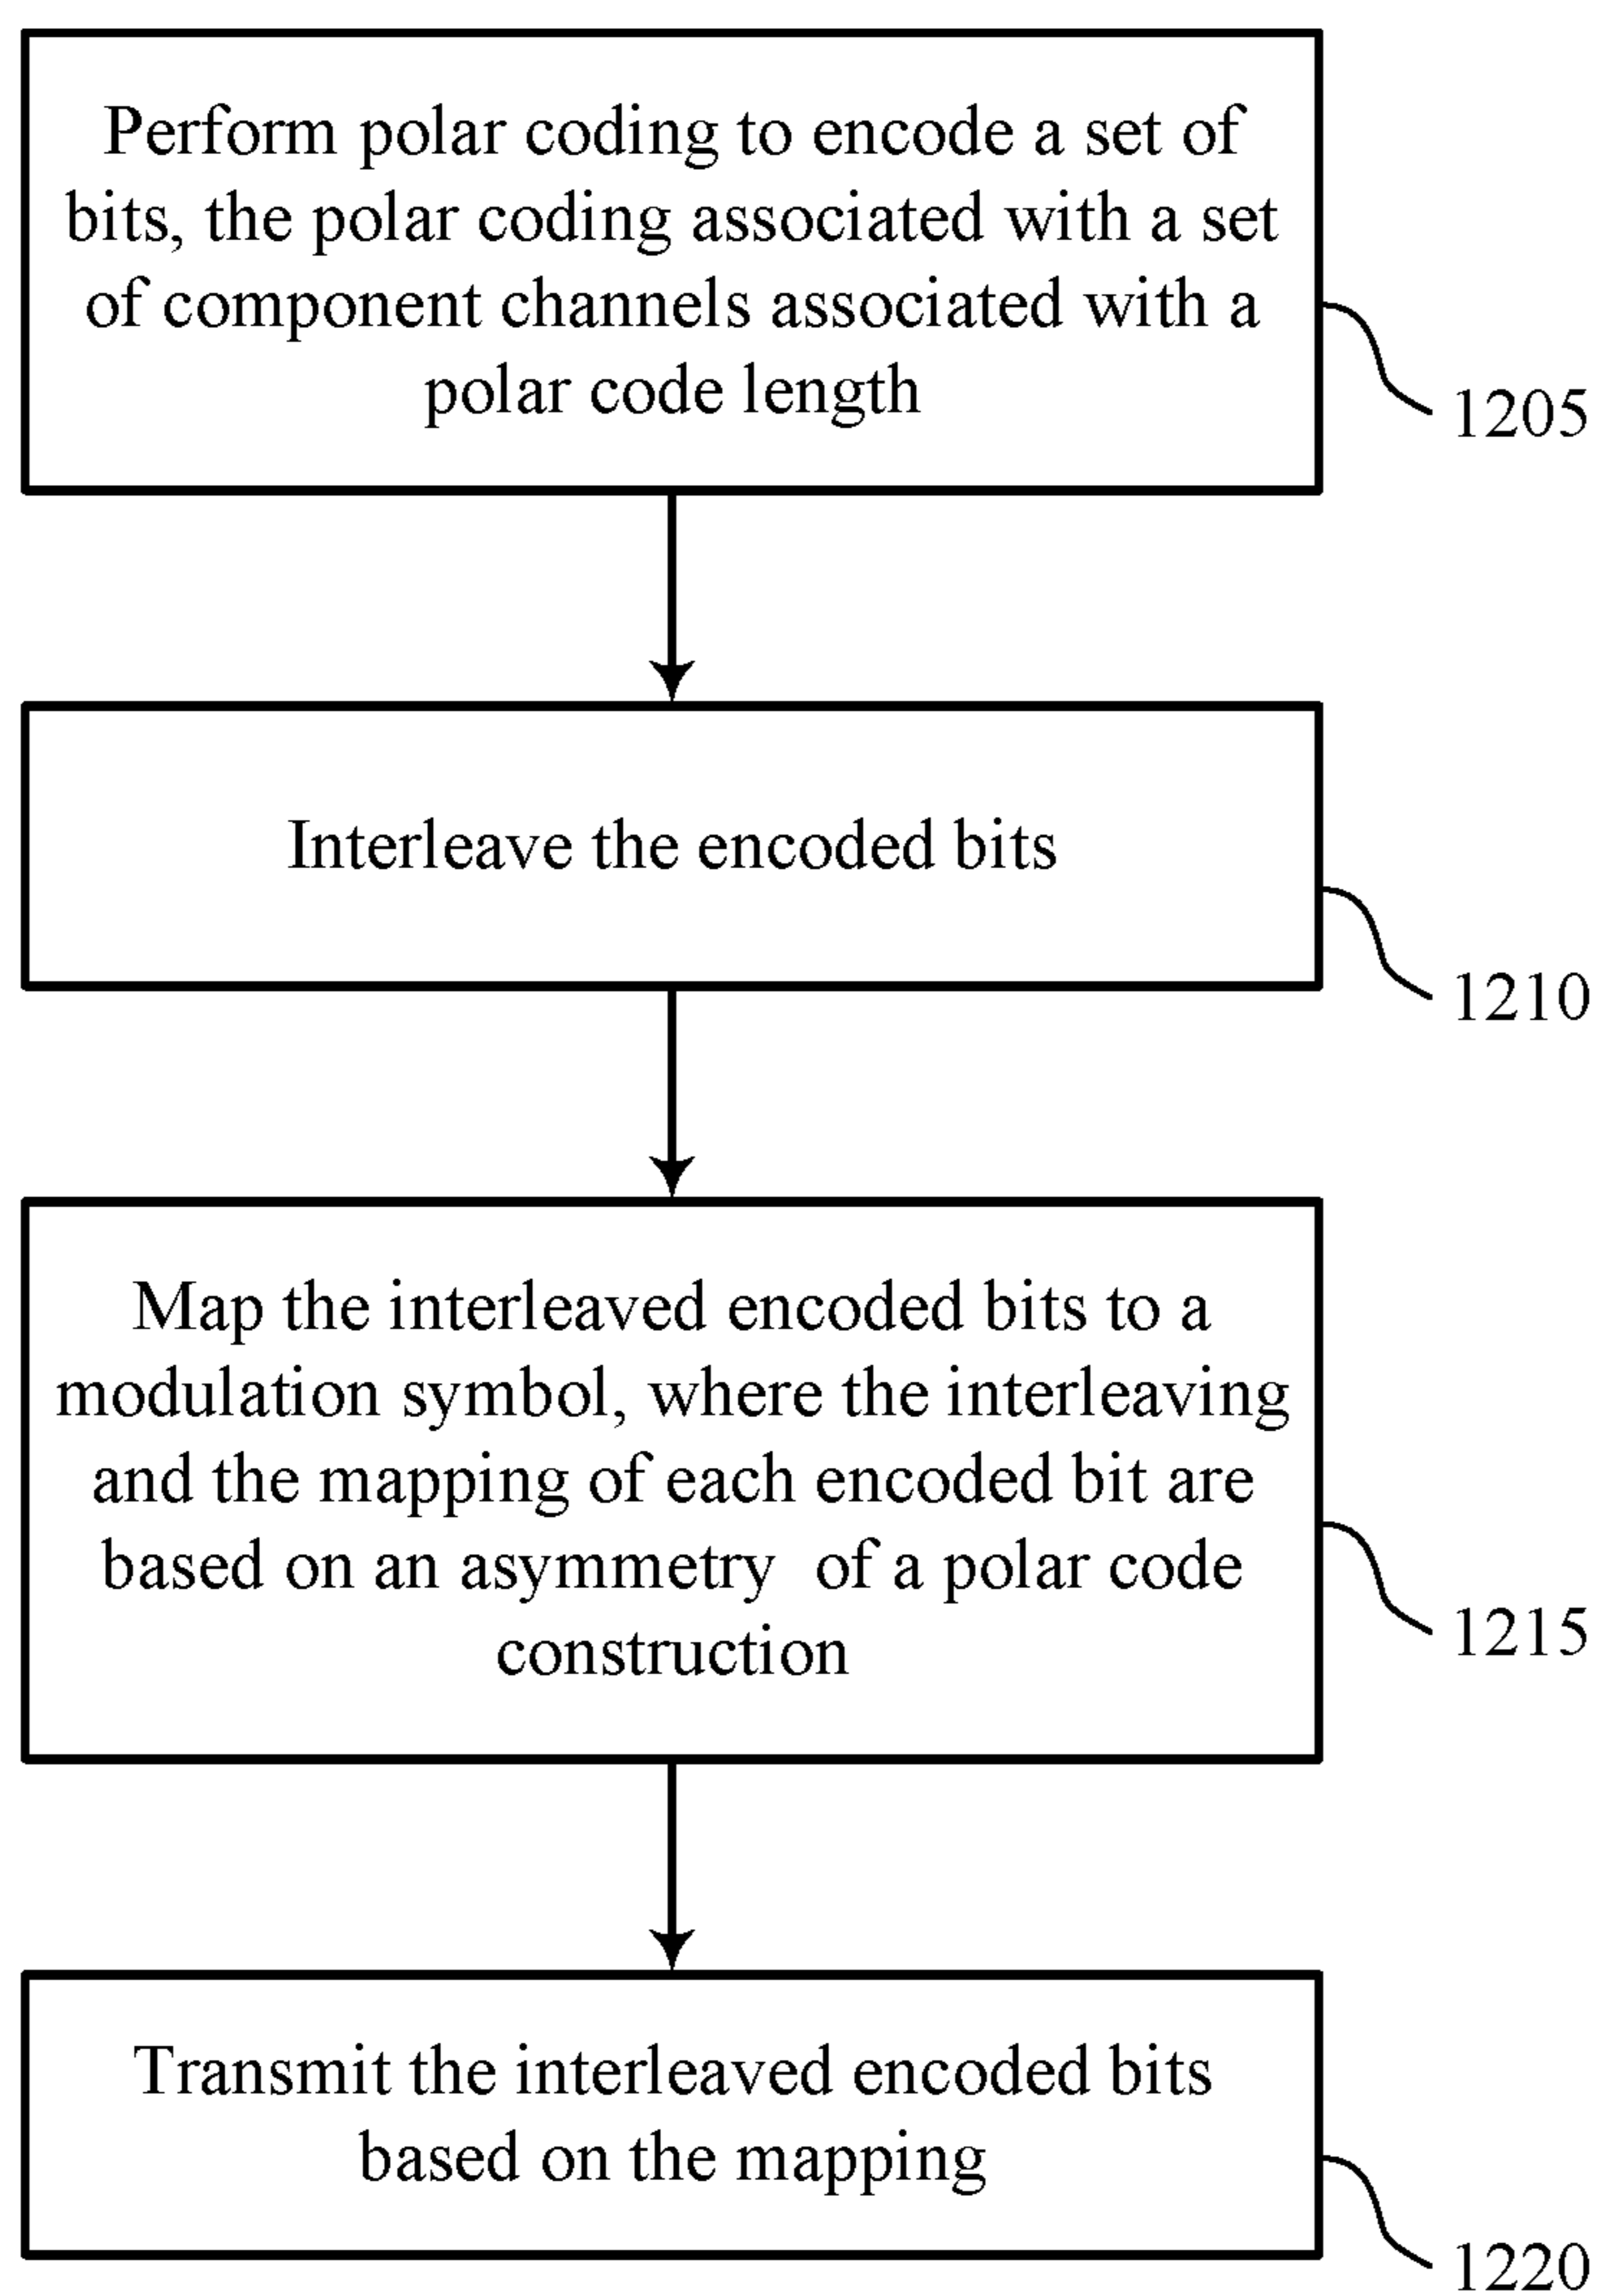 Perform polar coding to encode a set of
bits, the polar coding associated with a set
of component channels associated with a
polar code length
1205
Interleave the encoded bits
1210
Map the interleaved encoded bits to a
modulation symbol, where the interleaving
and the mapping of each encoded bit are
based on an asymmetry of a polar code
construction
1215
Transmit the interleaved encoded bits
based on the mapping
1220